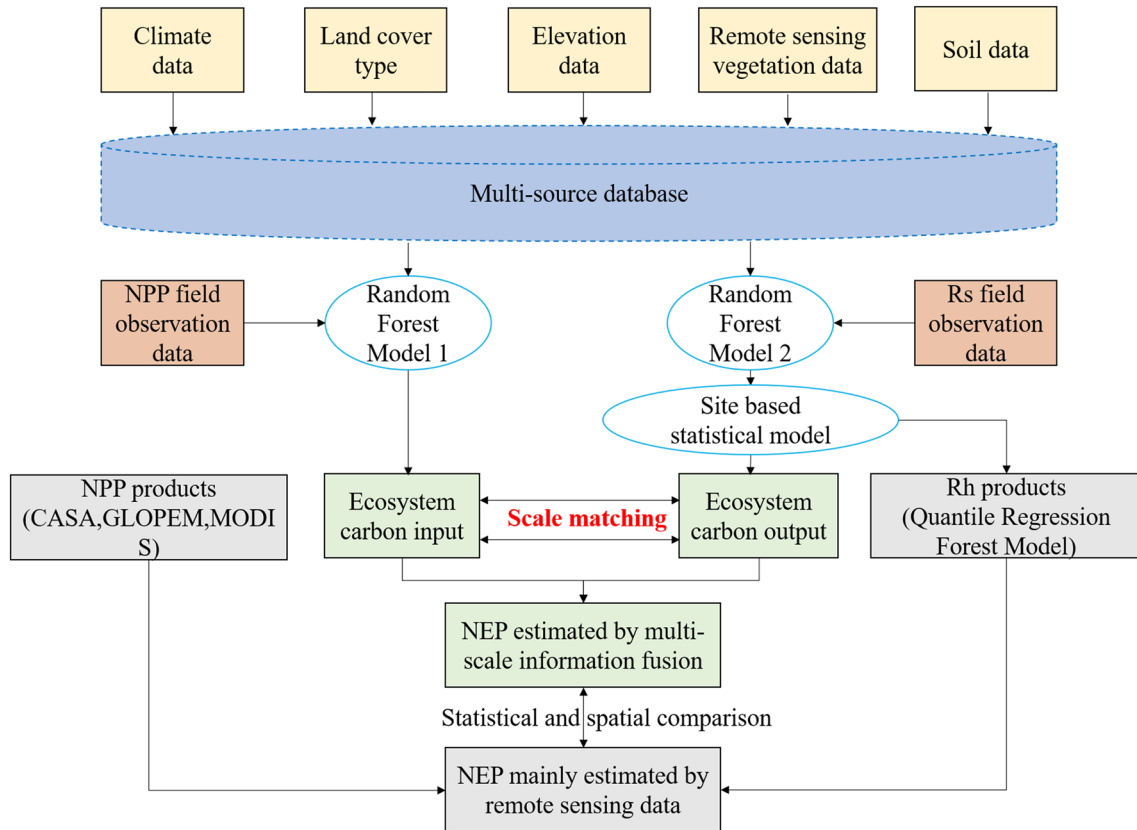 Climate
data
Land cover
type
Elevation
data
Remote sensing
vegetation data
Soil data
Multi-source database
NPP field
observation
data
Random
Forest
Model 1
Random
Forest
Model 2
Rs field
observation
data
Site based
statistical model
NPP products
(CASA,GLOPEM,MODI
S)
Ecosystem
carbon input
Scale matching
Ecosystem
carbon output
Rh products
(Quantile Regression
Forest Model)
NEP estimated by multi-
scale information fusion
Statistical and spatial comparison
NEP mainly estimated by
remote sensing data